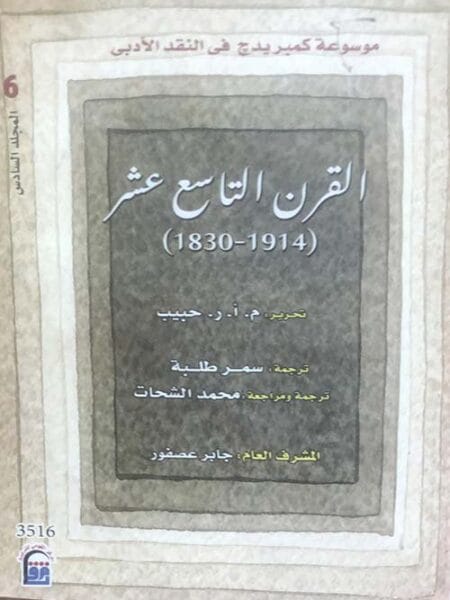 موسوعة كمبريدج فى النقد الأدبى
6
المجلد السادس
القرن التاسع عشر
(1830-1914)
تحرير: م. أ. ر. حبيب
ترجمة: سمر طلبة
ترجمة ومراجعة: محمد الشحات
المشرف العام: جابر عصفور
3516